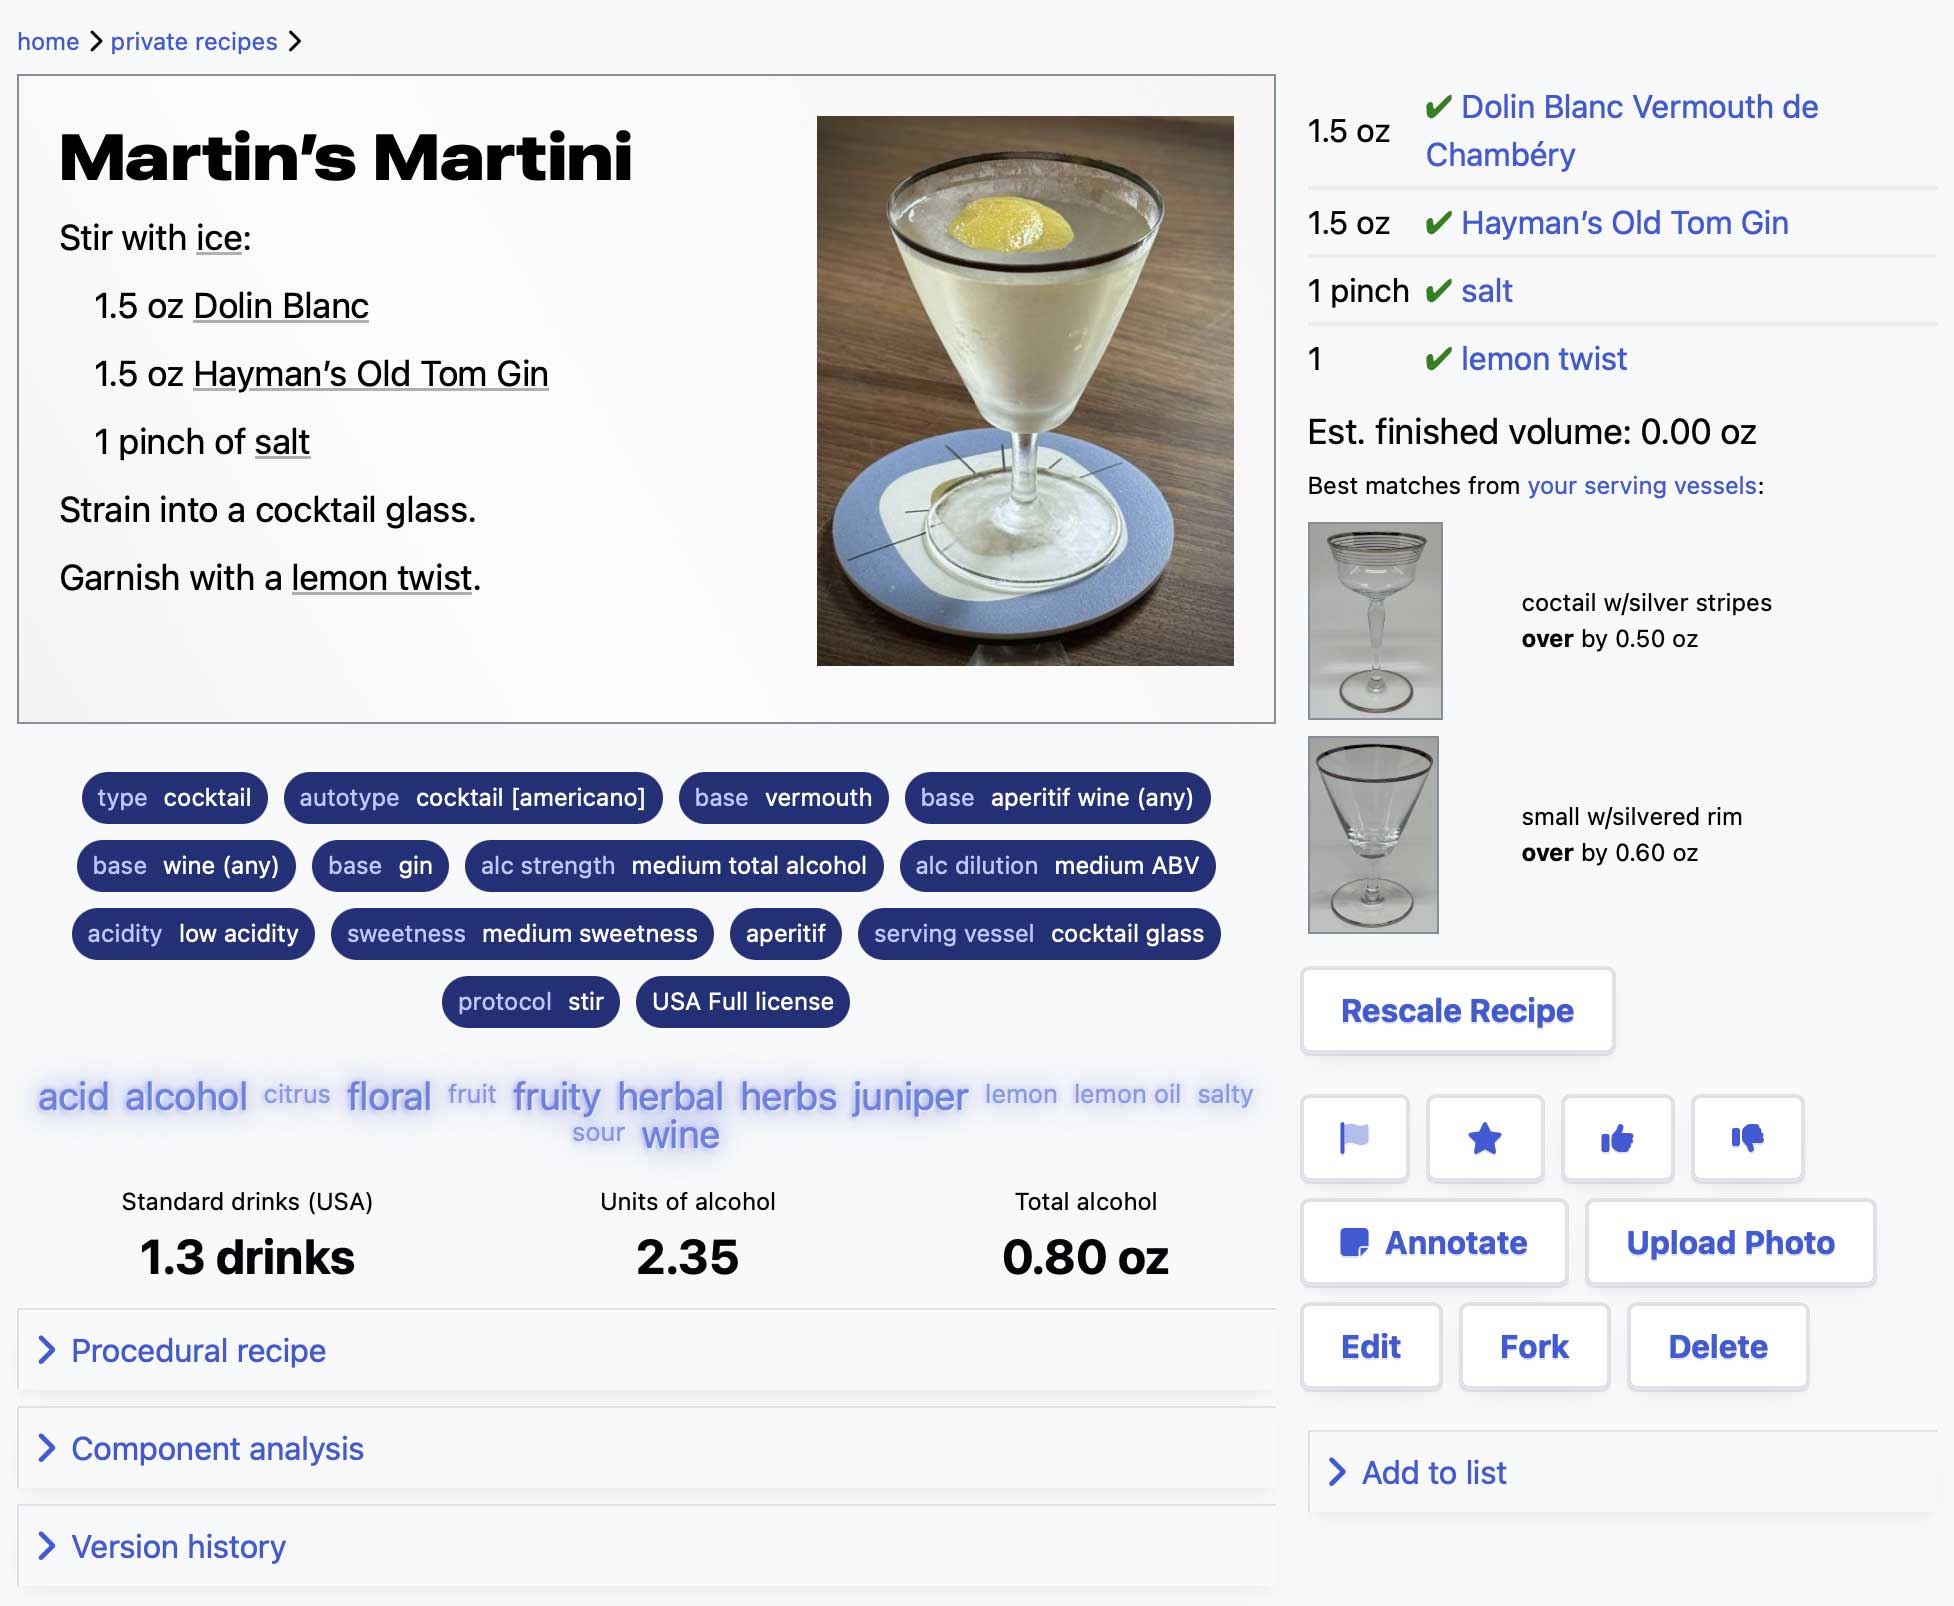 home > private recipes >
Martin's Martini
Stir with ice:
1.5 oz Dolin Blanc
1.5 oz Hayman's Old Tom Gin
1 pinch of salt
Strain into a cocktail glass.
Garnish with a lemon twist.
type cocktail
autotype cocktail [americano]
base vermouth
base aperitif wine (any)
base wine (any)
base gin
alc strength medium total alcohol
alc dilution medium ABV
acidity low acidity
sweetness medium sweetness
aperitif
serving vessel cocktail glass
protocol stir
USA Full license
acid alcohol citrus floral fruit fruity herbal herbs juniper lemon lemon oil salty
sour wine
Standard drinks (USA)
1.3 drinks
Units of alcohol
2.35
Total alcohol
0.80 oz
Procedural recipe
Component analysis
Version history
1.5 oz ✔ Dolin Blanc Vermouth de
Chambéry
1.5 oz ✔ Hayman's Old Tom Gin
1 pinch ✔ salt
1 ✔ lemon twist
Est. finished volume: 0.00 oz
Best matches from your serving vessels:
coctail w/silver stripes
over by 0.50 oz
small w/silvered rim
over by 0.60 oz
Rescale Recipe
Annotate
Upload Photo
Edit
Fork
Delete
Add to list